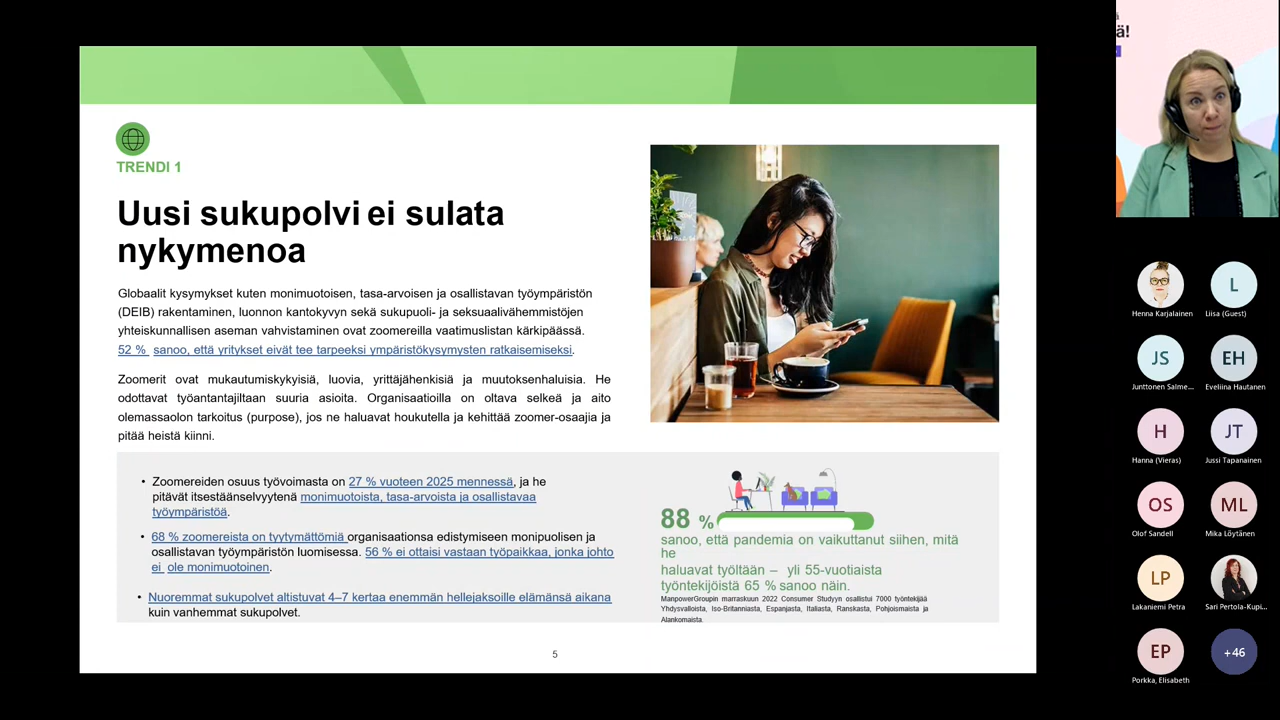 TRENDI 1
Uusi sukupolvi ei sulata
nykymenoa
Globaalit kysymykset kuten monimuotoisen, tasa-arvoisen ja osallistavan työympäristön
(DEIB) rakentaminen, luonnon kantokyvyn sekä sukupuoli- ja seksuaalivähemmistöjen
yhteiskunnallisen aseman vahvistaminen ovat zoomereilla vaatimuslistan kärkipäässä.
52 % sanoo, että yritykset eivät tee tarpeeksi ympäristökysymysten ratkaisemiseksi.
Zoomerit ovat mukautumiskykyisiä, luovia, yrittäjähenkisiä ja muutoksenhaluisia. He
odottavat työantantajiltaan suuria asioita. Organisaatioilla on oltava selkeä ja aito
olemassaolon tarkoitus (purpose), jos ne haluavat houkutella ja kehittää zoomer-osaajia ja
pitää heistä kiinni.
• Zoomereiden osuus työvoimasta on 27 % vuoteen 2025 mennessä, ja he
pitävät itsestäänselvyytenä monimuotoista, tasa-arvoista ja osallistavaa
työympäristöä.
• 68 % zoomereista on tyytymättömiä organisaationsa edistymiseen monipuolisen ja
osallistavan työympäristön luomisessa. 56 % ei ottaisi vastaan työpaikkaa, jonka johto
ei ole monimuotoinen.
• Nuoremmat sukupolvet altistuvat 4–7 kertaa enemmän hellejaksoille elämänsä aikana
kuin vanhemmat sukupolvet.
88 %
sanoo, että pandemia on vaikuttanut siihen, mitä
he
haluavat työltään – yli 55-vuotiaista
työntekijöistä 65 % sanoo näin.
ManpowerGroupin marraskuun 2022 Consumer Studyyn osallistui 7000 työntekijää
Yhdysvalloista, Iso-Britanniasta, Espanjasta, Italiasta, Ranskasta, Pohjoismaista ja
Alankomaista.
5
ä!
Henna Karjalainen
L
Liisa (Guest)
JS
Junttonen Salme...
EH
Eveliina Hautanen
H
Hanna (Vieras)
JT
Jussi Tapanainen
OS
Olof Sandell
ML
Mika Löytänen
LP
Lakaniemi Petra
Sari Pertola-Kupi...
EP
Porkka, Elisabeth
+46